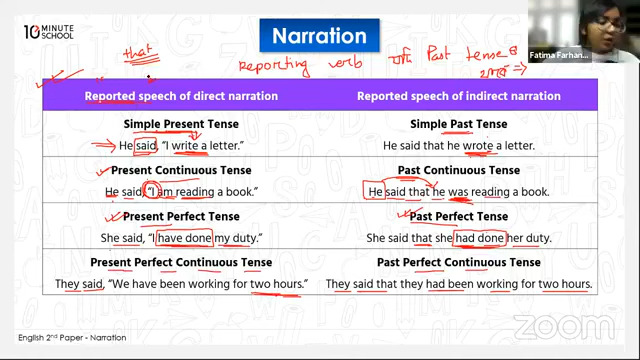 10 MINUTE SCHOOL
Narration
Fatima Farhan...
that
Reporting verb যদি Past tense এ
হলে ⇒
Reported speech of direct narration
Reported speech of indirect narration
Simple Present Tense
He said, “I write a letter.”
Simple Past Tense
He said that he wrote a letter.
Present Continuous Tense
He said, “I am reading a book.”
Past Continuous Tense
He said that he was reading a book.
Present Perfect Tense
She said, “I have done my duty.”
Past Perfect Tense
She said that she had done her duty.
Present Perfect Continuous Tense
They said, “We have been working for two hours.”
Past Perfect Continuous Tense
They said that they had been working for two hours.
English 2nd Paper - Narration
zoom